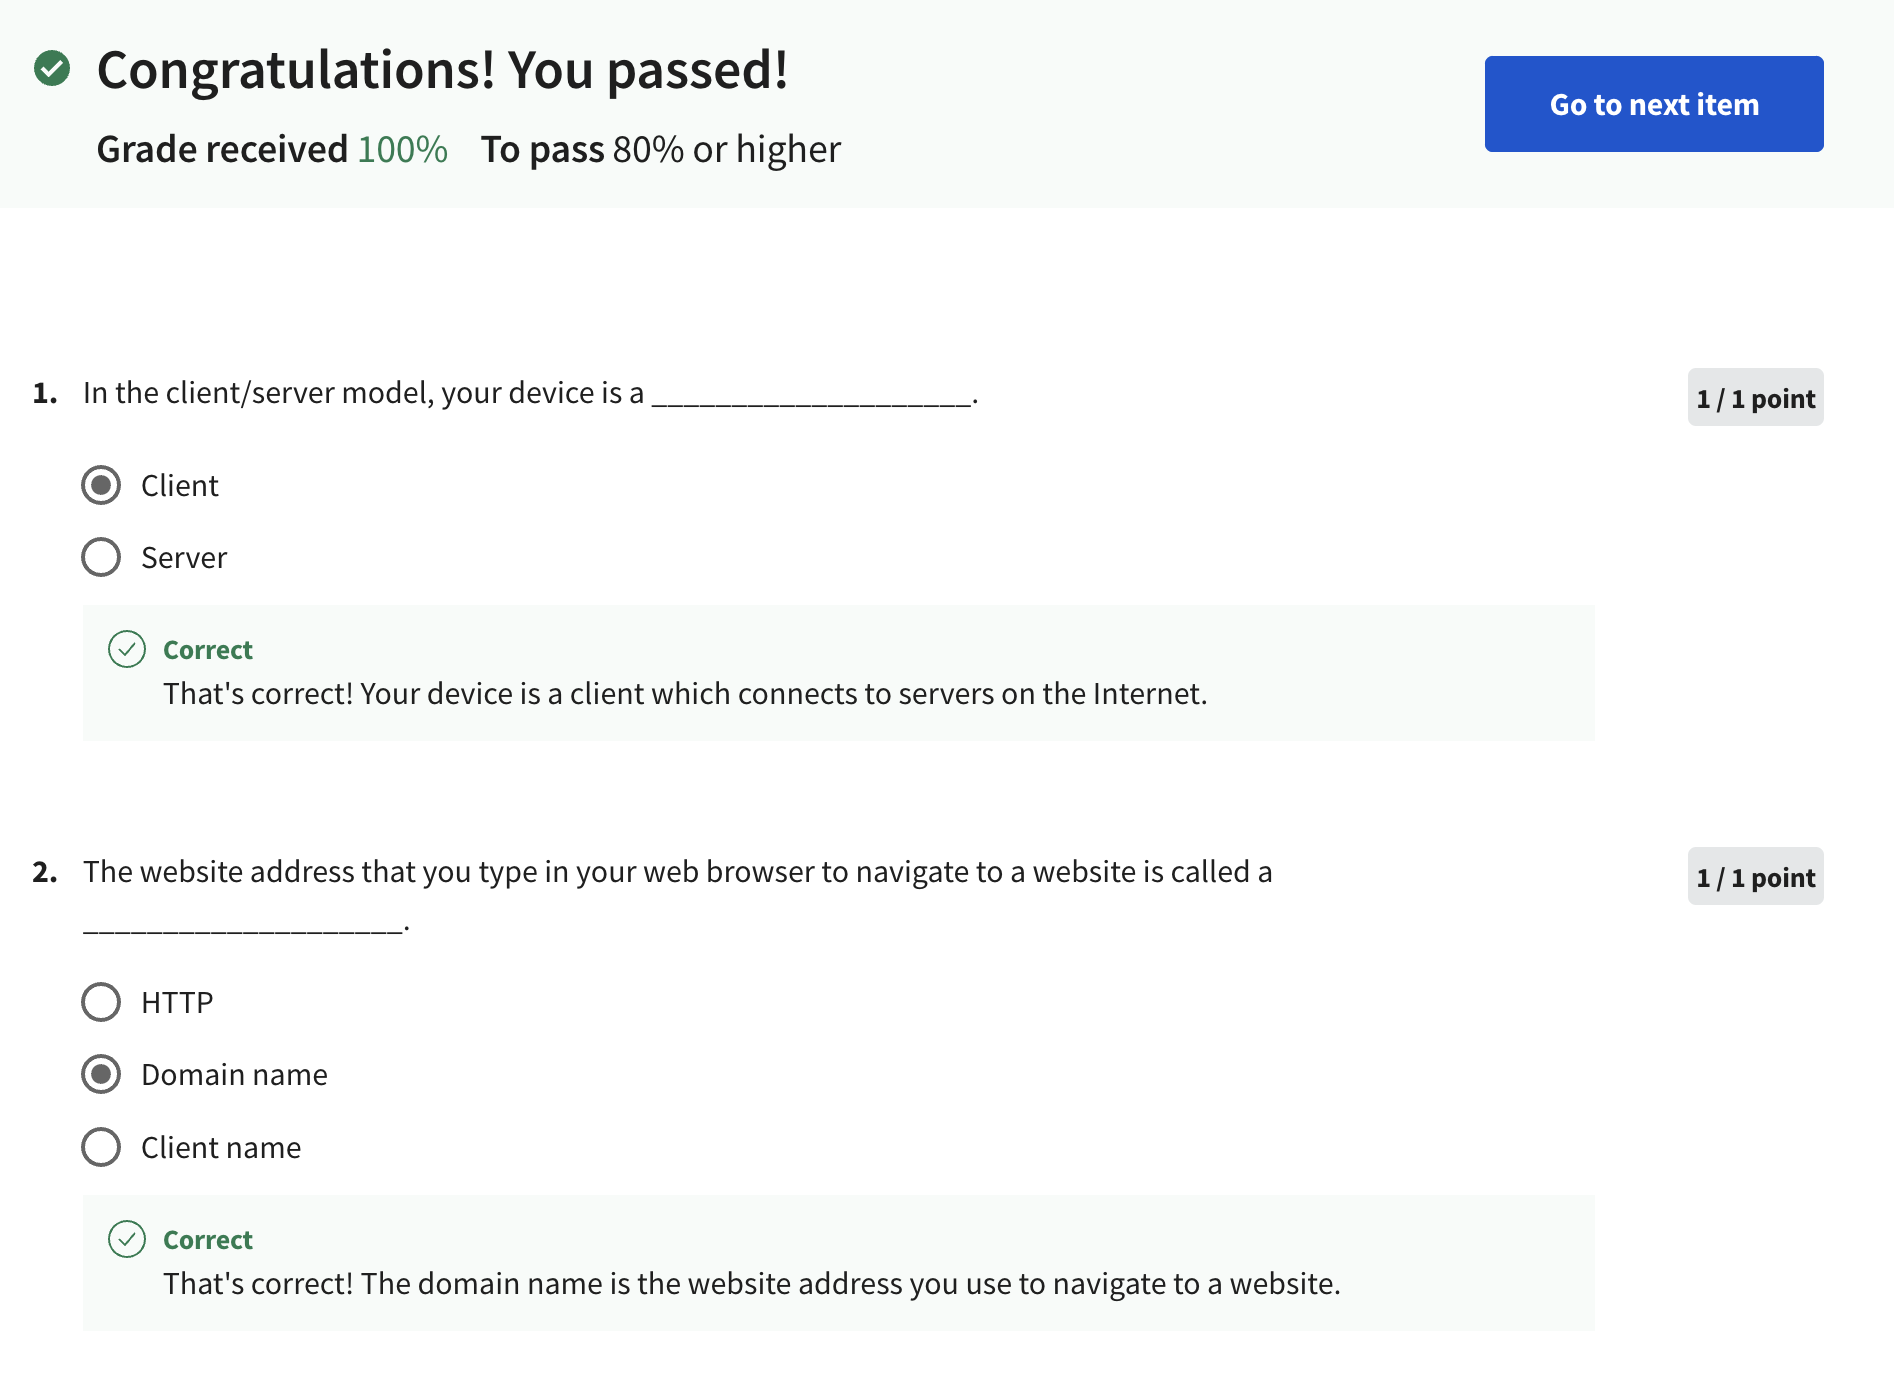 Congratulations! You passed!
Go to next item
Grade received 100% To pass 80% or higher
1. In the client/server model, your device is a ____________________.
1 / 1 point
Client
Server
Correct
That's correct! Your device is a client which connects to servers on the Internet.
2. The website address that you type in your web browser to navigate to a website is called a
____________________.
1 / 1 point
HTTP
Domain name
Client name
Correct
That's correct! The domain name is the website address you use to navigate to a website.